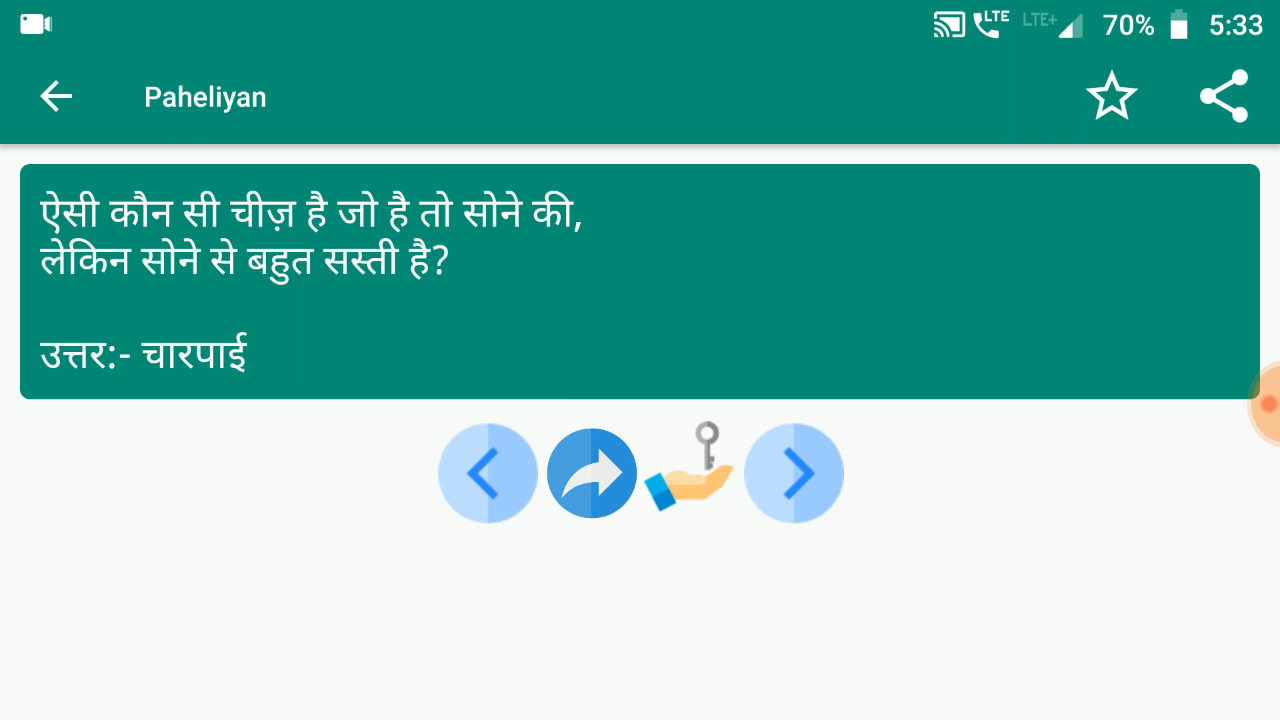 LTE LTE+ 70% 5:33
Paheliyan
ऐसी कौन सी चीज़ है जो है तो सोने की,
लेकिन सोने से बहुत सस्ती है?
उत्तर:- चारपाई